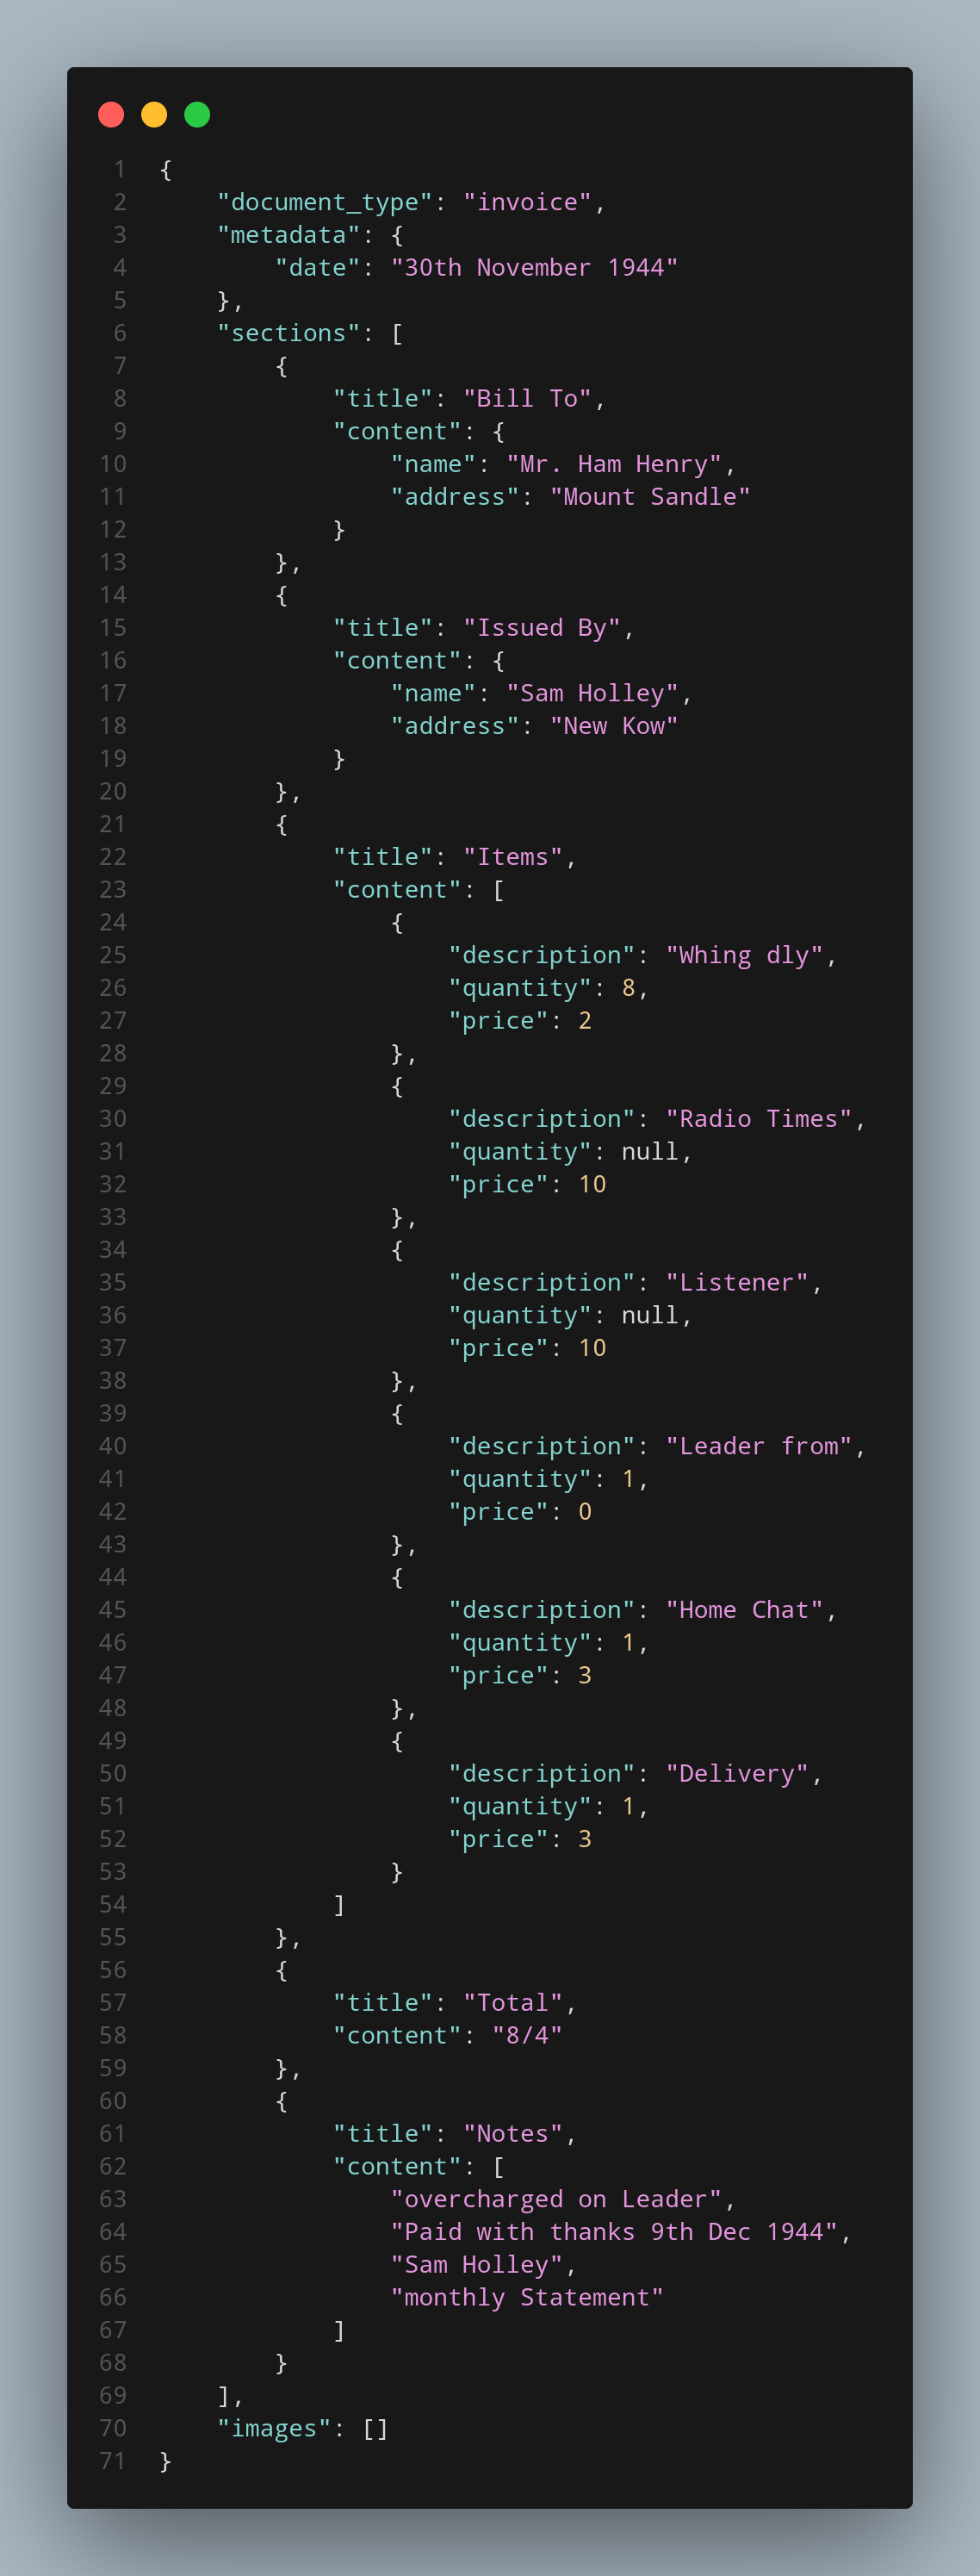 1 {
2     "document_type": "invoice",
3     "metadata": {
4         "date": "30th November 1944"
5     },
6     "sections": [
7         {
8             "title": "Bill To",
9             "content": {
10                 "name": "Mr. Ham Henry",
11                 "address": "Mount Sandle"
12             }
13         },
14         {
15             "title": "Issued By",
16             "content": {
17                 "name": "Sam Holley",
18                 "address": "New Kow"
19             }
20         },
21         {
22             "title": "Items",
23             "content": [
24                 {
25                     "description": "Whing dly",
26                     "quantity": 8,
27                     "price": 2
28                 },
29                 {
30                     "description": "Radio Times",
31                     "quantity": null,
32                     "price": 10
33                 },
34                 {
35                     "description": "Listener",
36                     "quantity": null,
37                     "price": 10
38                 },
39                 {
40                     "description": "Leader from",
41                     "quantity": 1,
42                     "price": 0
43                 },
44                 {
45                     "description": "Home Chat",
46                     "quantity": 1,
47                     "price": 3
48                 },
49                 {
50                     "description": "Delivery",
51                     "quantity": 1,
52                     "price": 3
53                 }
54             ]
55         },
56         {
57             "title": "Total",
58             "content": "8/4"
59         },
60         {
61             "title": "Notes",
62             "content": [
63                 "overcharged on Leader",
64                 "Paid with thanks 9th Dec 1944",
65                 "Sam Holley",
66                 "monthly Statement"
67             ]
68         }
69     ],
70     "images": []
71 }